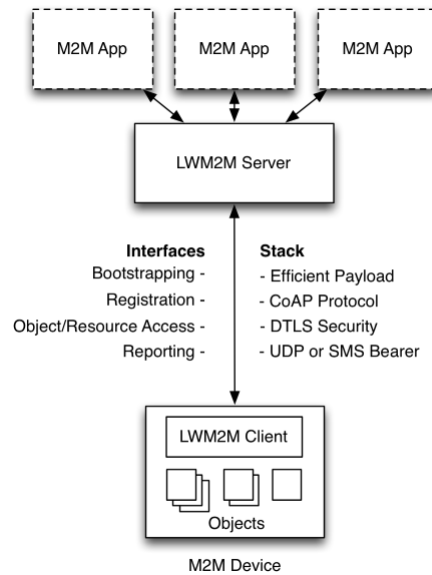 M2M App
M2M App
M2M App
LWM2M Server
Interfaces
Bootstrapping -
Registration -
Object/Resource Access -
Reporting -
Stack
- Efficient Payload
- CoAP Protocol
- DTLS Security
- UDP or SMS Bearer
LWM2M Client
Objects
M2M Device